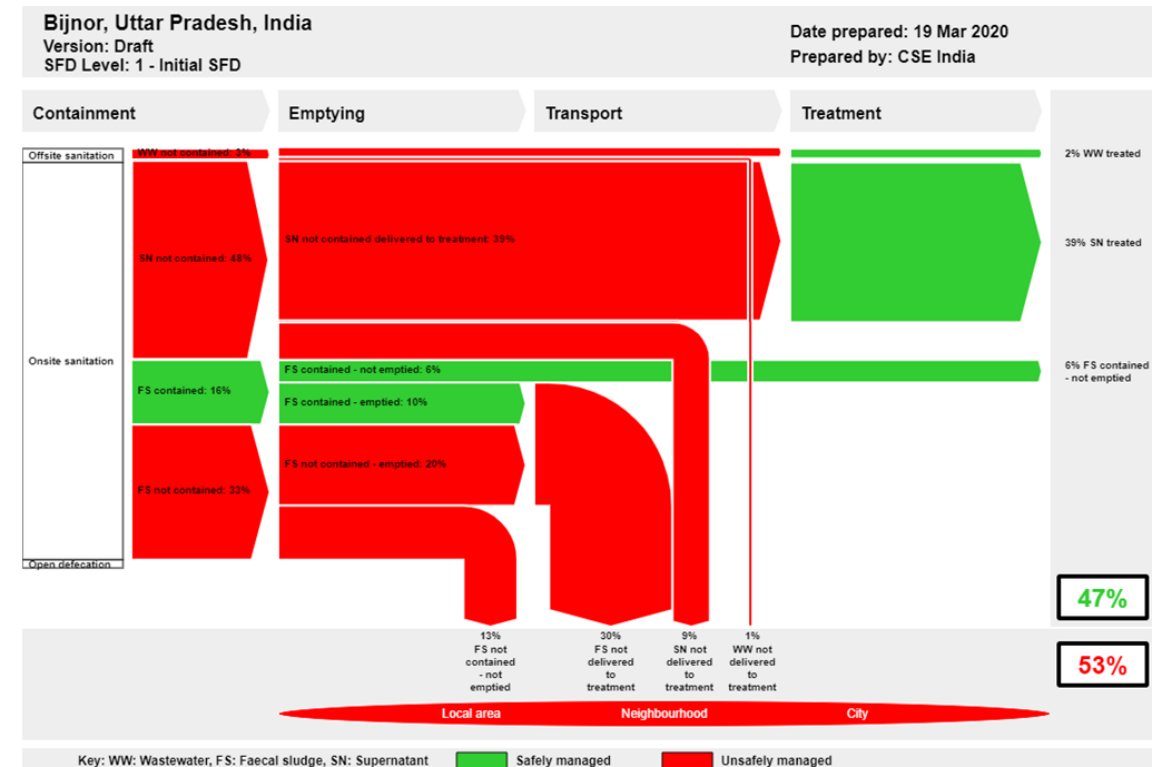 Bijnor, Uttar Pradesh, India
Version: Draft
SFD Level: 1 - Initial SFD
Date prepared: 19 Mar 2020
Prepared by: CSE India
Containment
Emptying
Transport
Treatment
Offsite sanitation
WW not contained: 3%
2% WW treated
SN not contained: 48%
SN not contained delivered to treatment: 39%
39% SN treated
Onsite sanitation
FS contained: 16%
FS contained - not emptied: 6%
FS contained - emptied: 10%
6% FS contained
- not emptied
FS not contained: 33%
FS not contained - emptied: 20%
Open defecation
47%
13%
FS not
contained
- not
emptied
30%
FS not
delivered
to
treatment
9%
SN not
delivered
to
treatment
1%
WW not
delivered
to
treatment
53%
Local area
Neighbourhood
City
Key: WW: Wastewater, FS: Faecal sludge, SN: Supernatant
Safely managed
Unsafely managed